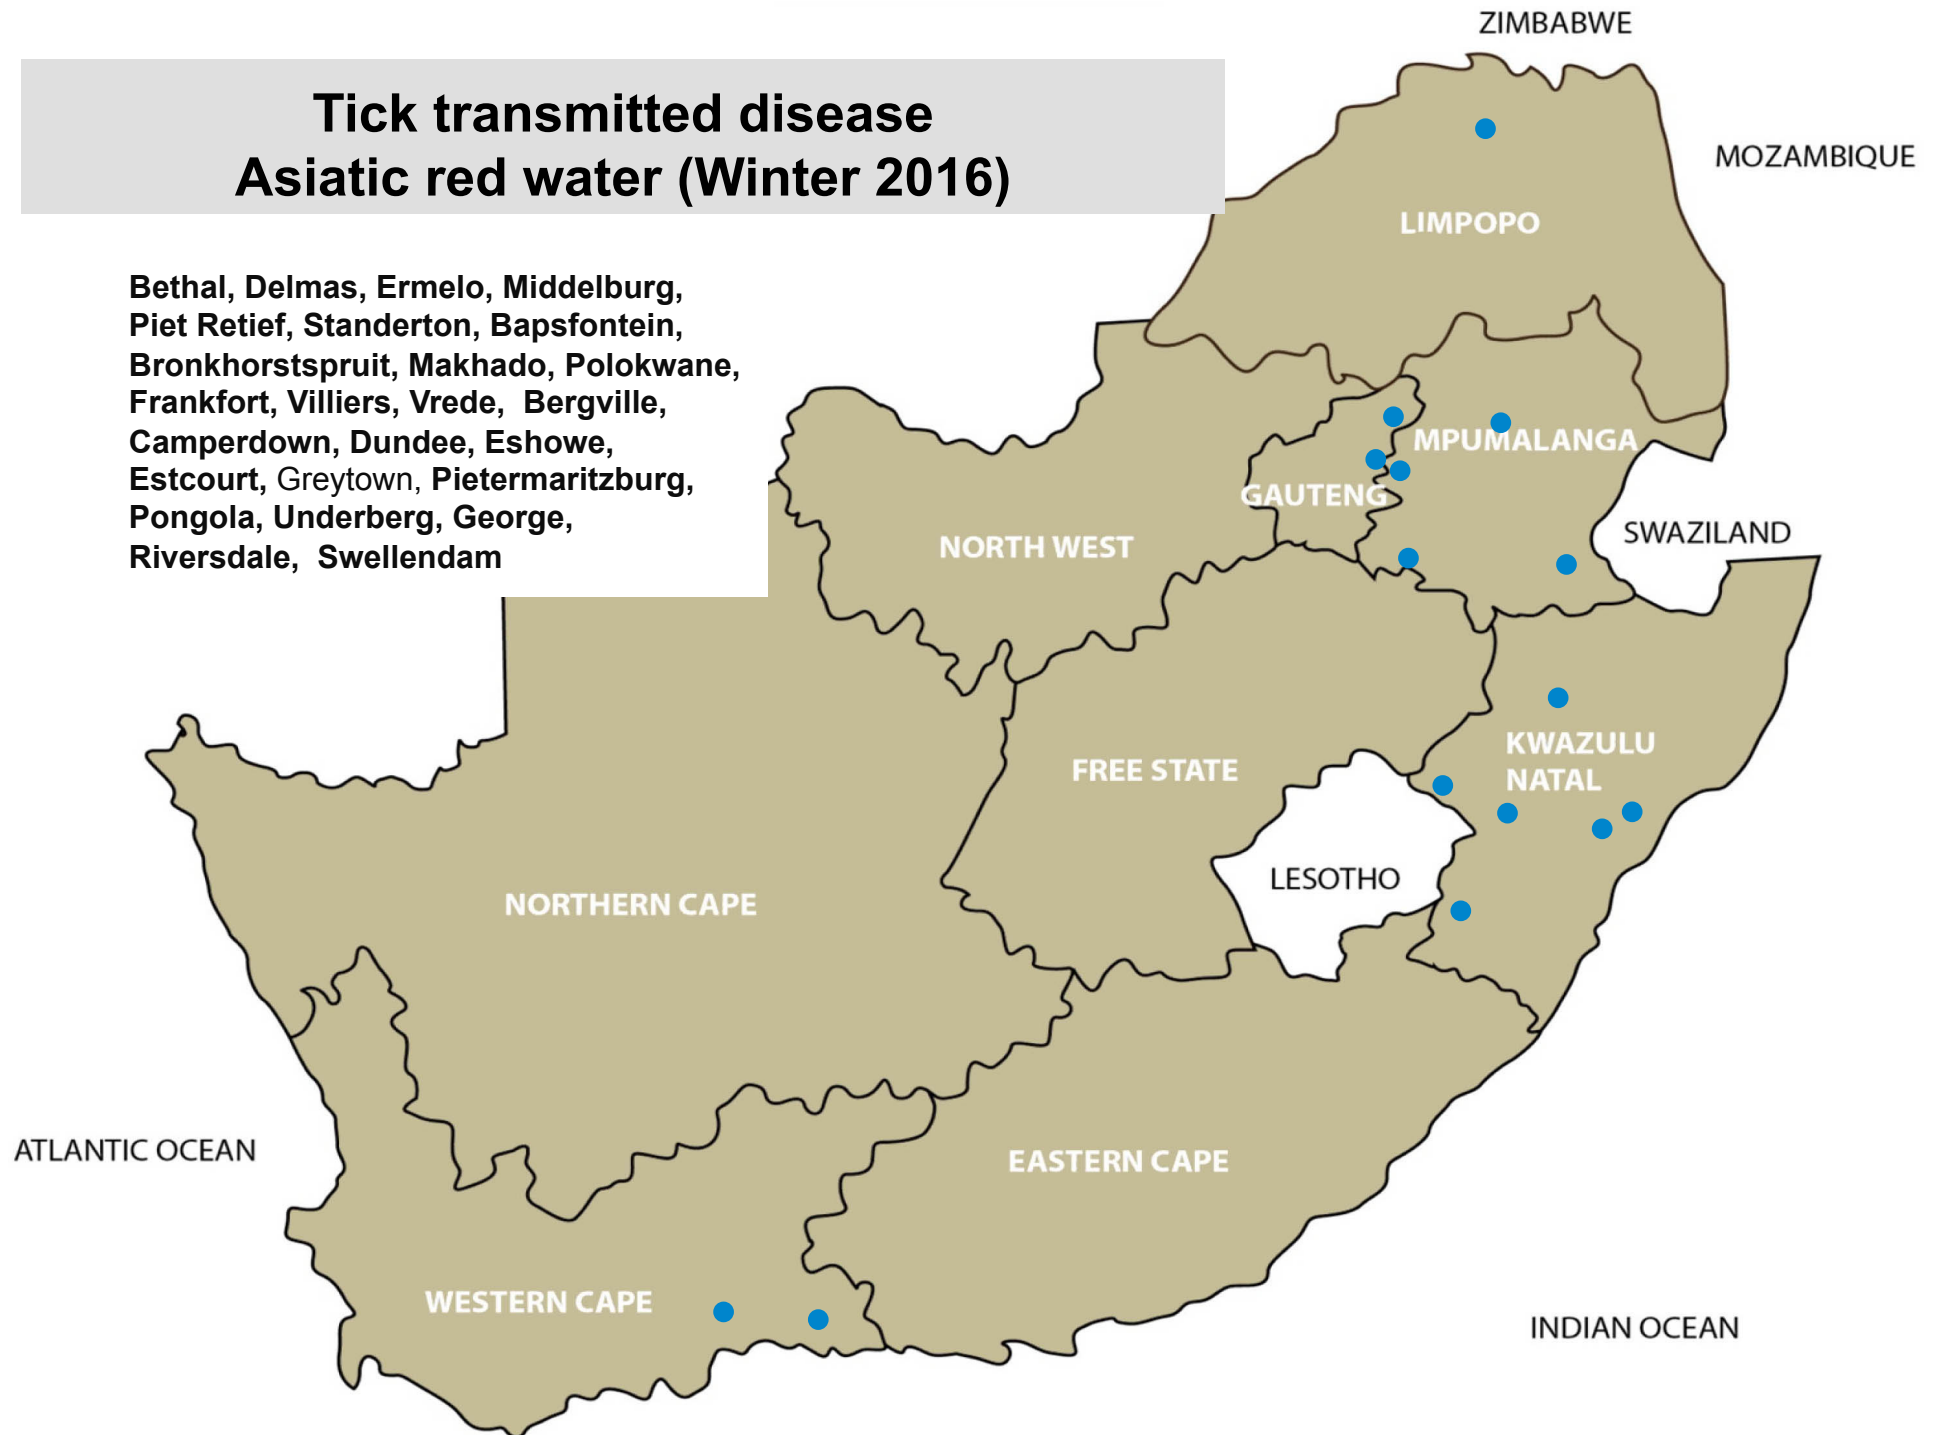 ZIMBABWE
Tick transmitted disease
Asiatic red water (Winter 2016)
MOZAMBIQUE
LIMPOPO
Bethal, Delmas, Ermelo, Middelburg,
Piet Retief, Standerton, Bapsfontein,
Bronkhorstspruit, Makhado, Polokwane,
Frankfort, Villiers, Vrede,  Bergville,
Camperdown, Dundee, Eshowe,
Estcourt, Greytown, Pietermaritzburg,
Pongola, Underberg, George,
Riversdale,  Swellendam
MPUMALANGA
GAUTENG
SWAZILAND
NORTH WEST
KWAZULU
NATAL
FREE STATE
LESOTHO
NORTHERN CAPE
ATLANTIC OCEAN
EASTERN CAPE
WESTERN CAPE
INDIAN OCEAN